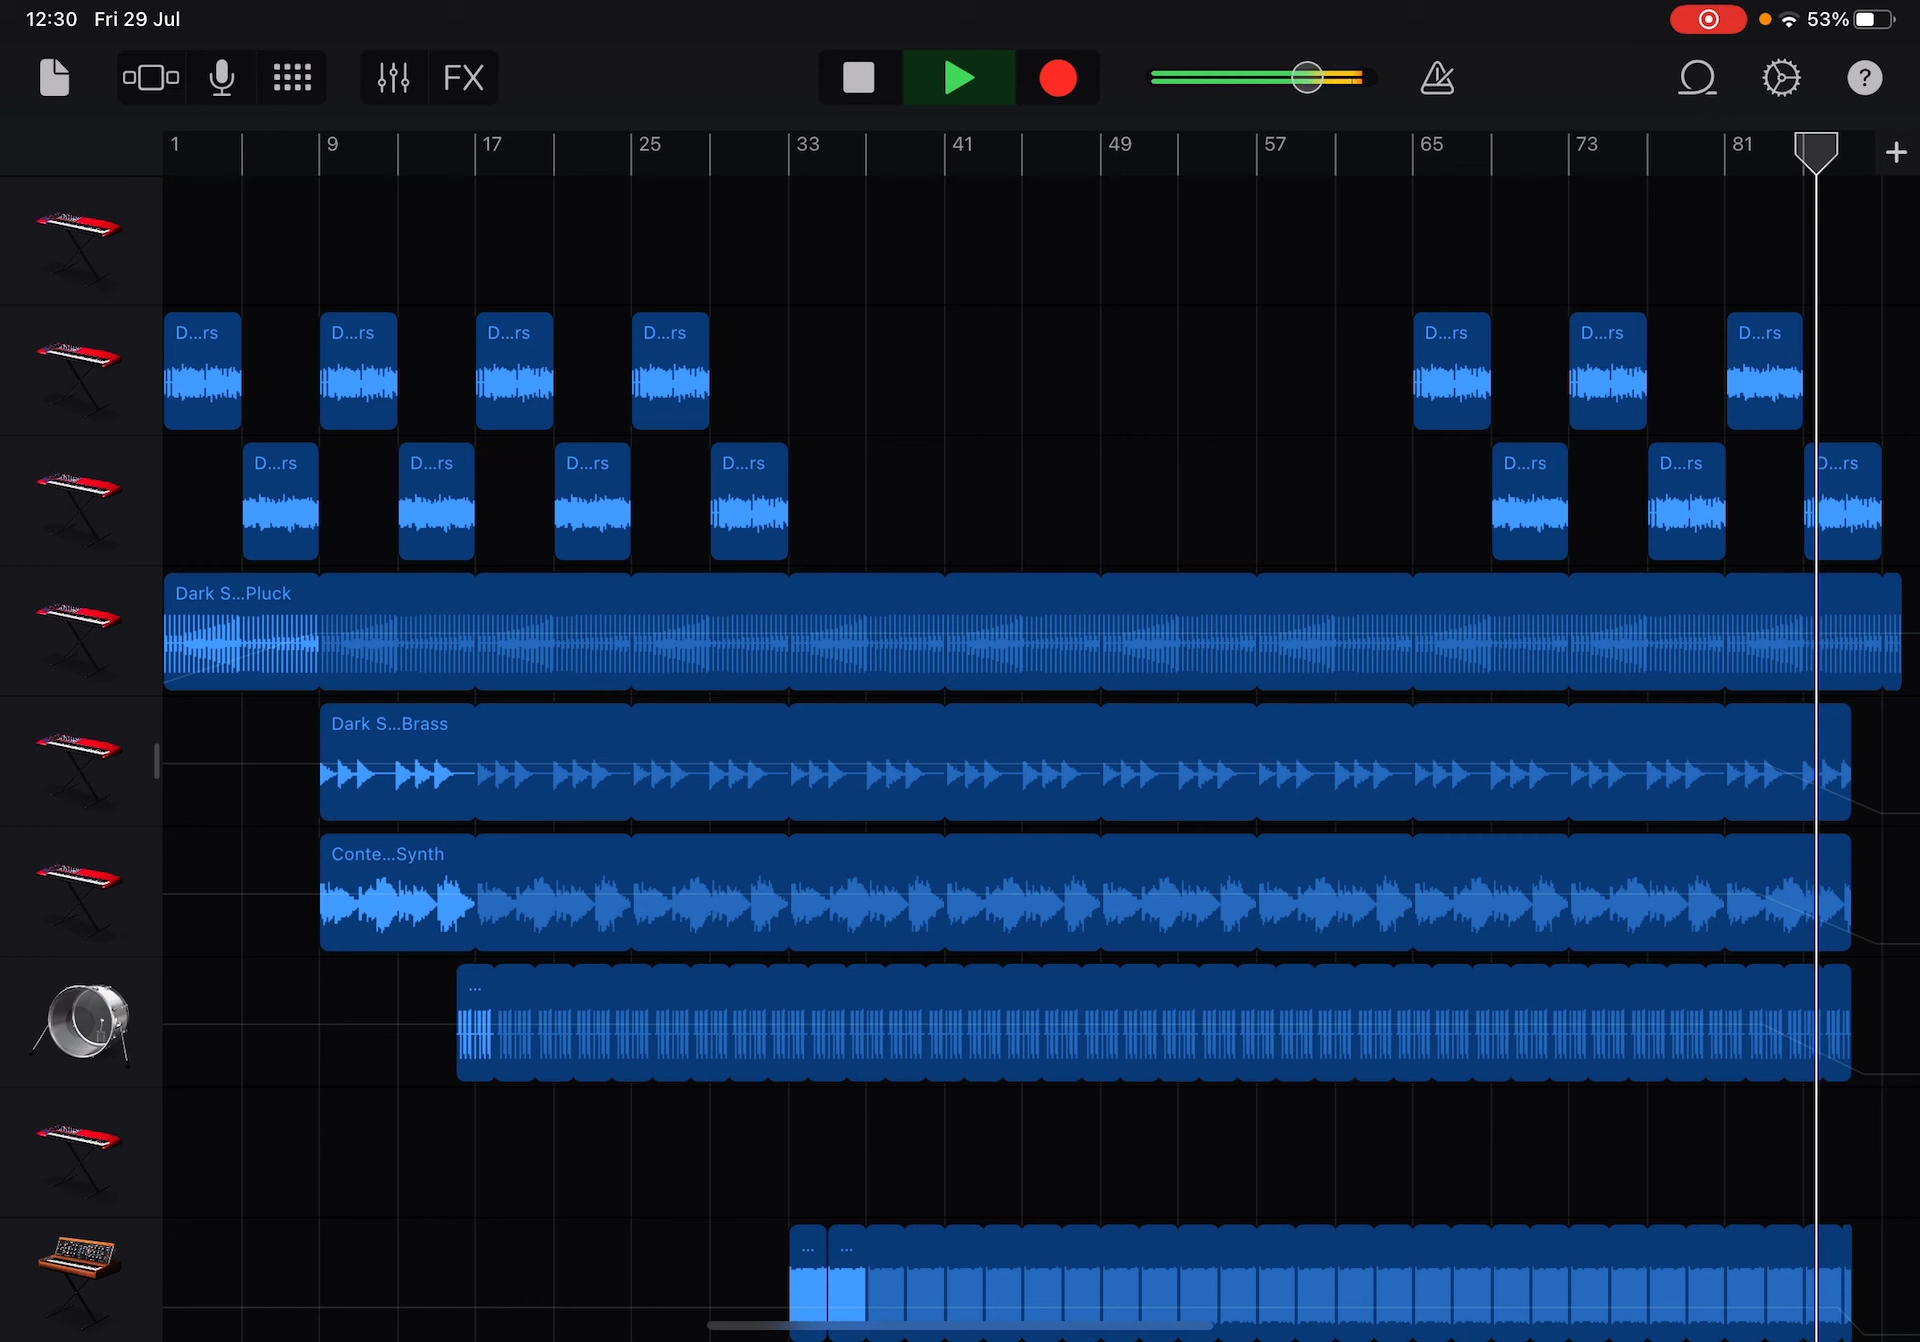 12:30 Fri 29 Jul
53%
FX
?
1 9 17 25 33 41 49 57 65 73 81 +
D...rs D...rs D...rs D...rs D...rs D...rs D...rs
D...rs D...rs D...rs D...rs D...rs D...rs D...rs
Dark S...Pluck
Dark S...Brass
Conte...Synth
...
... ...